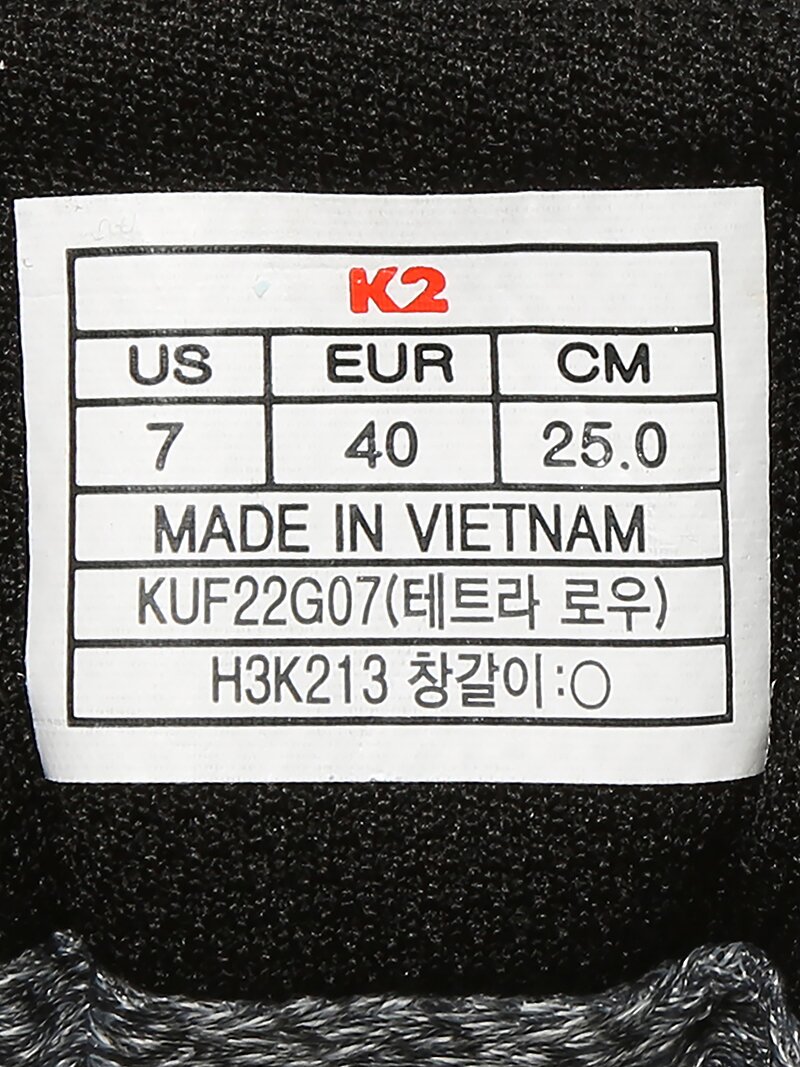 K2
US EUR CM
7 40 25.0
MADE IN VIETNAM
KUF22G07(테트라 로우)
H3K213 창갈이:○